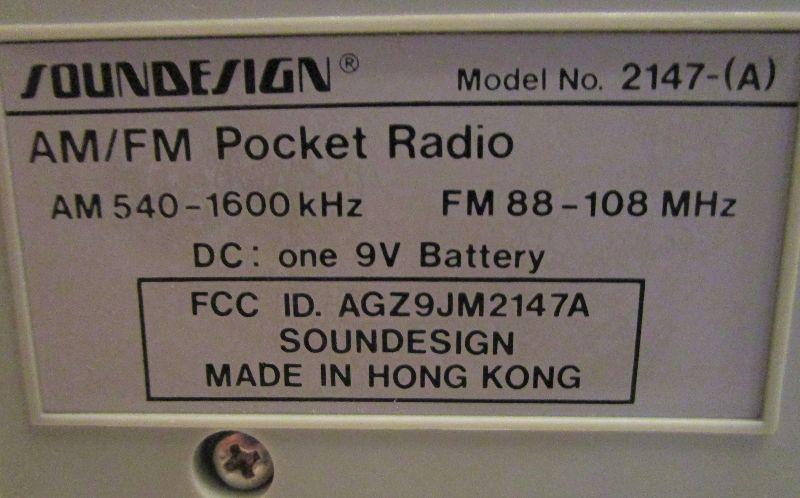 SOUNDESIGN® Model No. 2147-(A)
AM/FM Pocket Radio
AM 540-1600 kHz FM 88-108 MHz
DC: one 9V Battery
FCC ID. AGZ9JM2147A
SOUNDESIGN
MADE IN HONG KONG